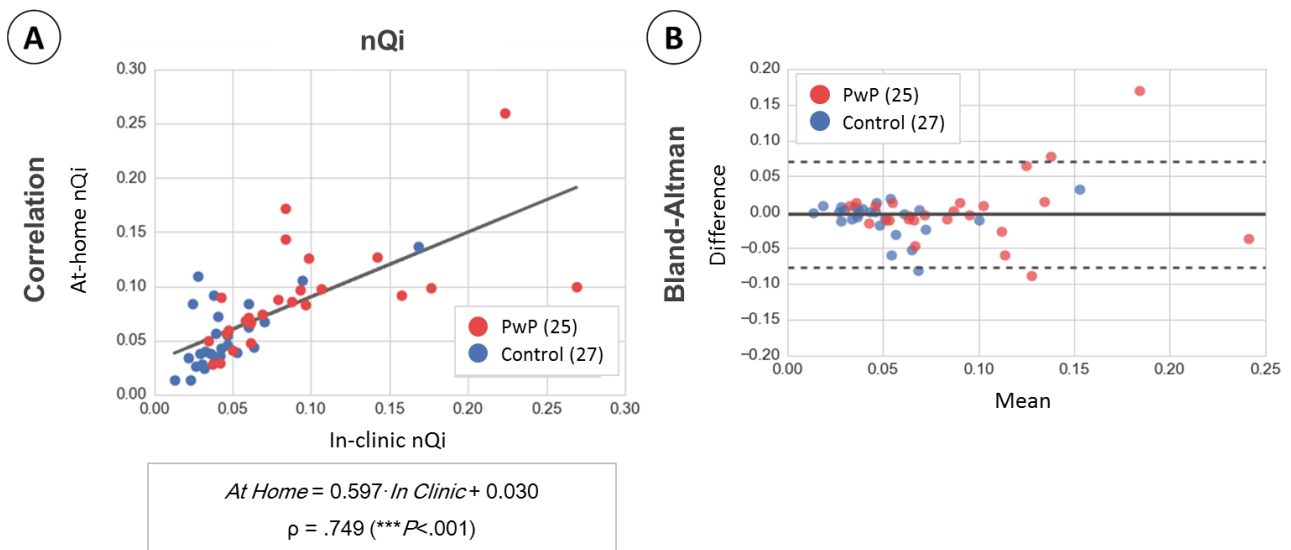 A
nQi
Correlation
At-home nQi
0.30
0.25
0.20
0.15
0.10
0.05
0.00
0.00 0.05 0.10 0.15 0.20 0.25 0.30
PwP (25)
Control (27)
In-clinic nQi
At Home = 0.597· In Clinic + 0.030
ρ = .749 (***P<.001)
B
Bland-Altman
Difference
0.20
0.15
0.10
0.05
0.00
−0.05
−0.10
−0.15
−0.20
0.00 0.05 0.10 0.15 0.20 0.25
PwP (25)
Control (27)
Mean